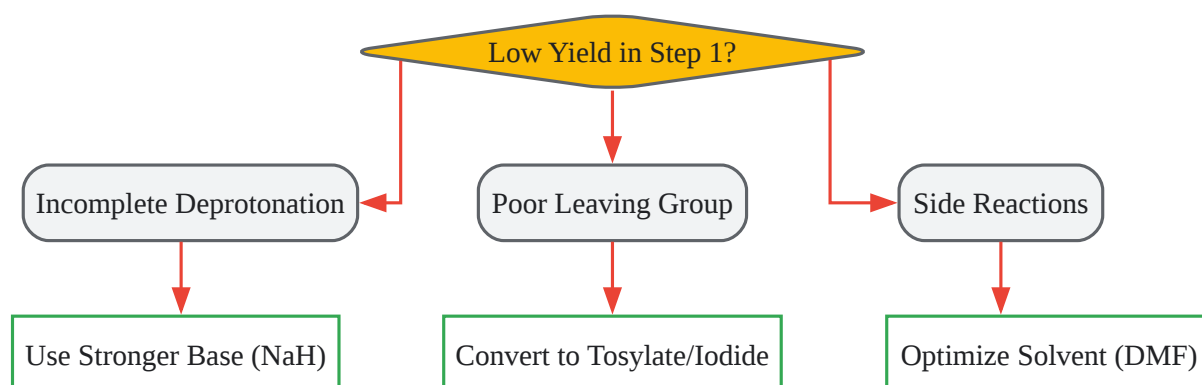 Low Yield in Step 1?
Incomplete Deprotonation
Poor Leaving Group
Side Reactions
Use Stronger Base (NaH)
Convert to Tosylate/Iodide
Optimize Solvent (DMF)